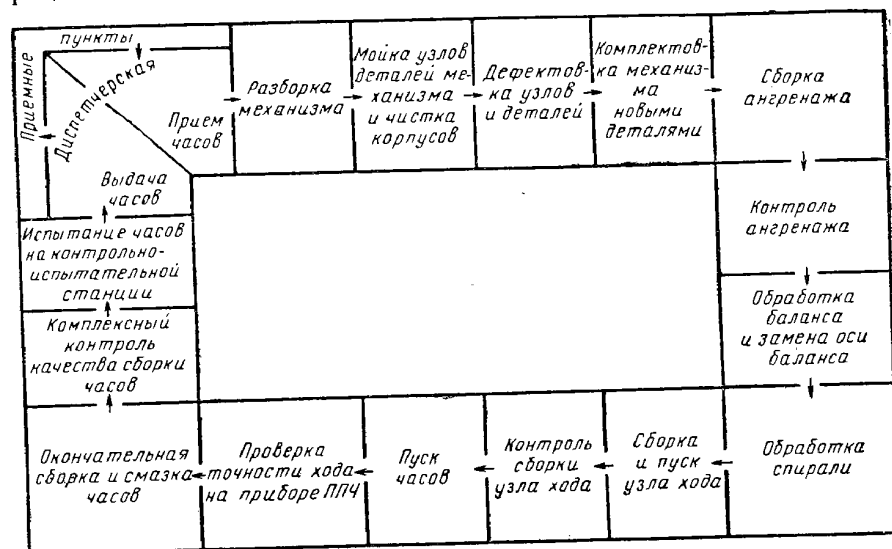 Приемные
пункты
Диспетчерская
Прием
часов
Разборка
механизма
Мойка узлов
деталей ме-
ханизма
и чистка
корпусов
Дефектов-
ка узлов
и деталей
Комплектов-
ка механиз-
ма
новыми
деталями
Сборка
ангренажа
Контроль
ангренажа
Обработка
баланса
и замена оси
баланса
Обработка
спирали
Сборка
и пуск
узла хода
Контроль
сборки
узла хода
Пуск
часов
Проверка
точности хода
на приборе ППЧ
Окончательная
сборка и смазка
часов
Комплексный
контроль
качества сборки
часов
Испытание часов
на контрольно-
испытательной
станции
Выдача
часов